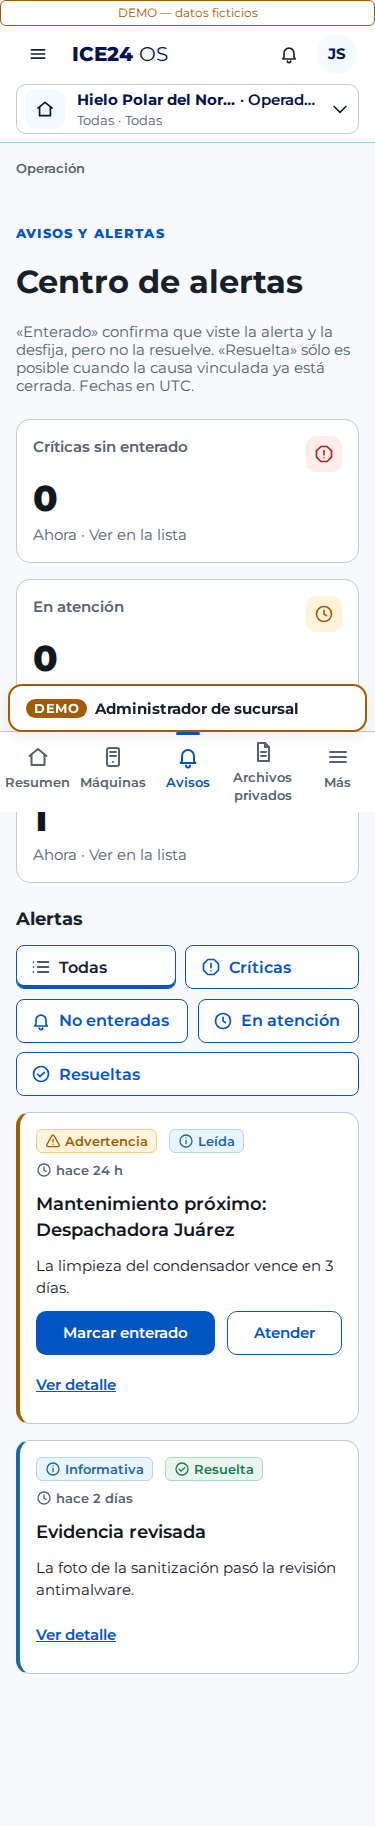 DEMO — datos ficticios
ICE24 OS
JS
Hielo Polar del Nor... · Operad...
Todas · Todas
Operación
AVISOS Y ALERTAS
Centro de alertas
«Enterado» confirma que viste la alerta y la
desfija, pero no la resuelve. «Resuelta» sólo es
posible cuando la causa vinculada ya está
cerrada. Fechas en UTC.
Críticas sin enterado
0
Ahora · Ver en la lista
En atención
0
DEMO Administrador de sucursal
Resumen
Máquinas
Avisos
Archivos
privados
Más
Ahora · Ver en la lista
Alertas
Todas
Críticas
No enteradas
En atención
Resueltas
Advertencia
Leída
hace 24 h
Mantenimiento próximo:
Despachadora Juárez
La limpieza del condensador vence en 3
días.
Marcar enterado
Atender
Ver detalle
Informativa
Resuelta
hace 2 días
Evidencia revisada
La foto de la sanitización pasó la revisión
antimalware.
Ver detalle